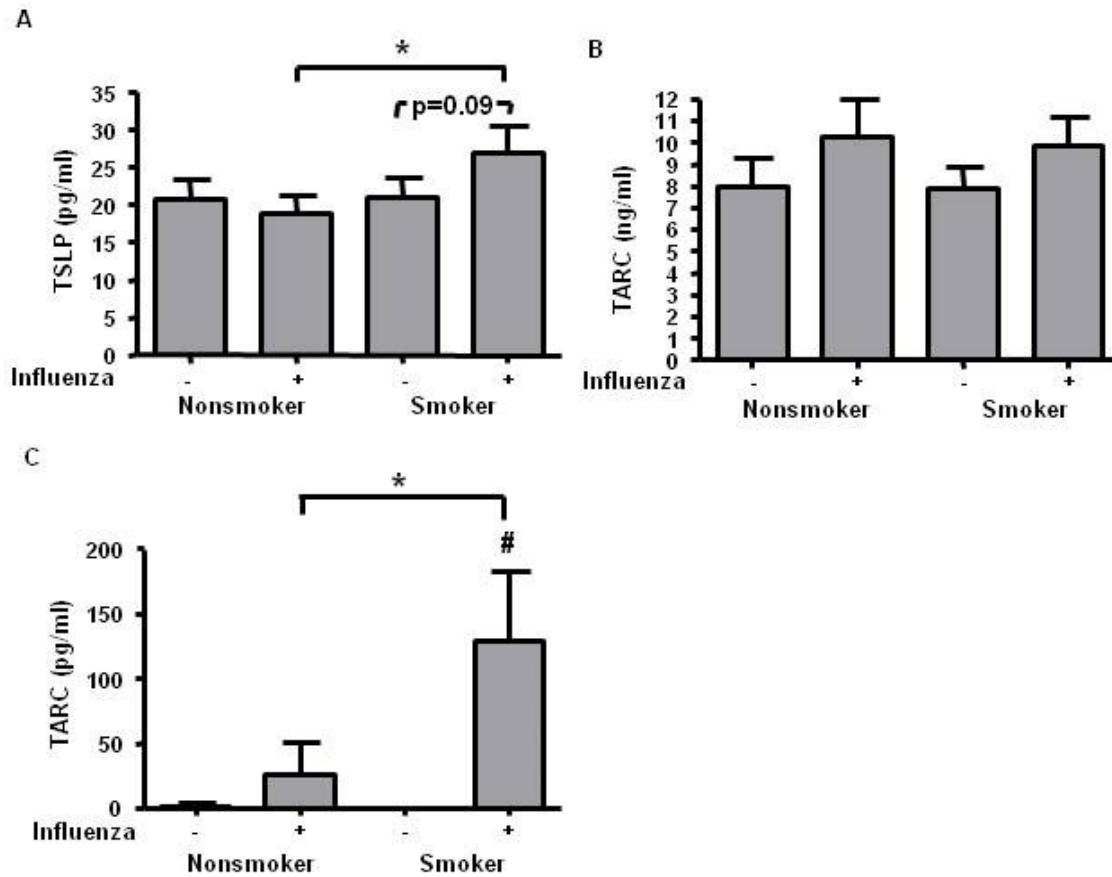 A
*
p=0.09
TSLP (pg/ml)
35
30
25
20
15
10
5
0
Influenza - + - +
Nonsmoker Smoker
B
TARC (ng/ml)
12
11
10
9
8
7
6
5
4
3
2
1
0
Influenza - + - +
Nonsmoker Smoker
C
*
#
TARC (pg/ml)
200
150
100
50
0
Influenza - + - +
Nonsmoker Smoker